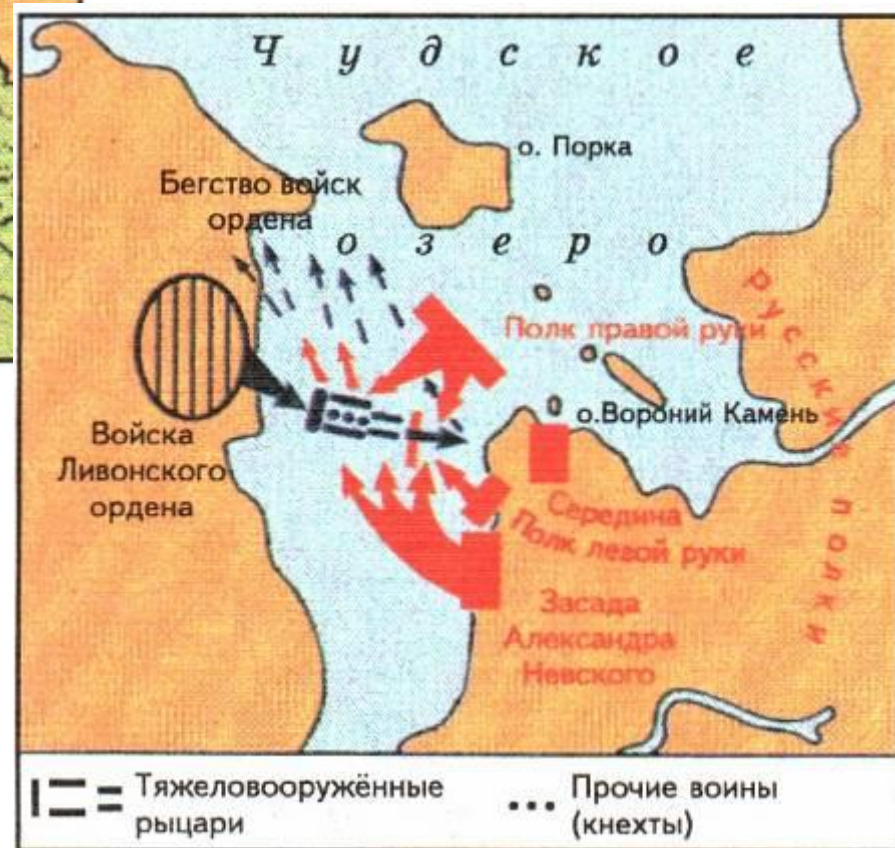 Чудское
о. Порка
Бегство войск
ордена
озеро
Полк правой руки
русские полки
о.Вороний Камень
Войска
Ливонского
ордена
Середина
Полк левой руки
Засада
Александра
Невского
Тяжеловооружённые
рыцари
Прочие воины
(кнехты)